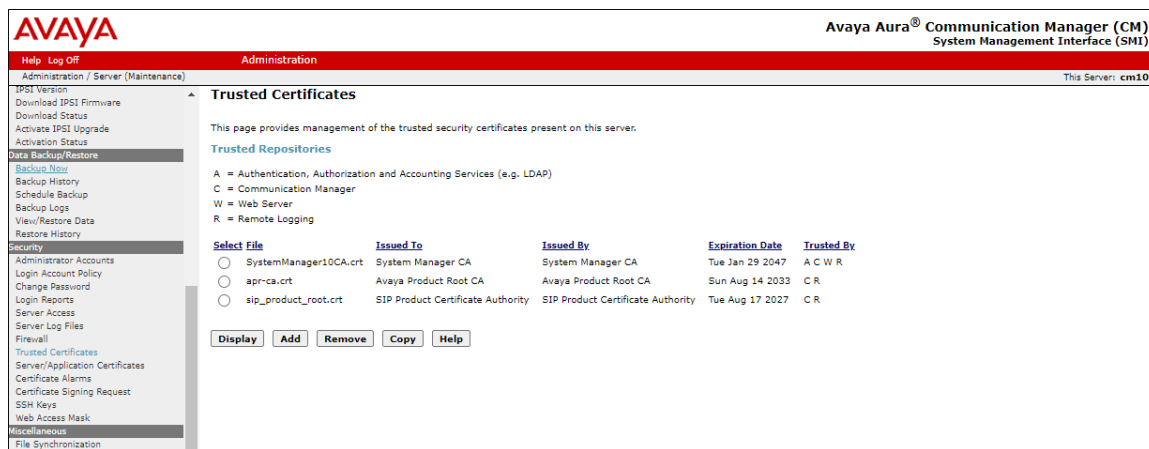 AVAYA
Avaya Aura® Communication Manager (CM)
System Management Interface (SMI)
Help Log Off
Administration
Administration / Server (Maintenance)
This Server: cm10
IPSI Version
Download IPSI Firmware
Download Status
Activate IPSI Upgrade
Activation Status
Data Backup/Restore
Backup Now
Backup History
Schedule Backup
Backup Logs
View/Restore Data
Restore History
Security
Administrator Accounts
Login Account Policy
Change Password
Login Reports
Server Access
Server Log Files
Firewall
Trusted Certificates
Server/Application Certificates
Certificate Alarms
Certificate Signing Request
SSH Keys
Web Access Mask
Miscellaneous
File Synchronization
Trusted Certificates
This page provides management of the trusted security certificates present on this server.
Trusted Repositories
A = Authentication, Authorization and Accounting Services (e.g. LDAP)
C = Communication Manager
W = Web Server
R = Remote Logging
Select File Issued To Issued By Expiration Date Trusted By
SystemManager10CA.crt System Manager CA System Manager CA Tue Jan 29 2047 A C W R
apr-ca.crt Avaya Product Root CA Avaya Product Root CA Sun Aug 14 2033 C R
sip_product_root.crt SIP Product Certificate Authority SIP Product Certificate Authority Tue Aug 17 2027 C R
Display Add Remove Copy Help